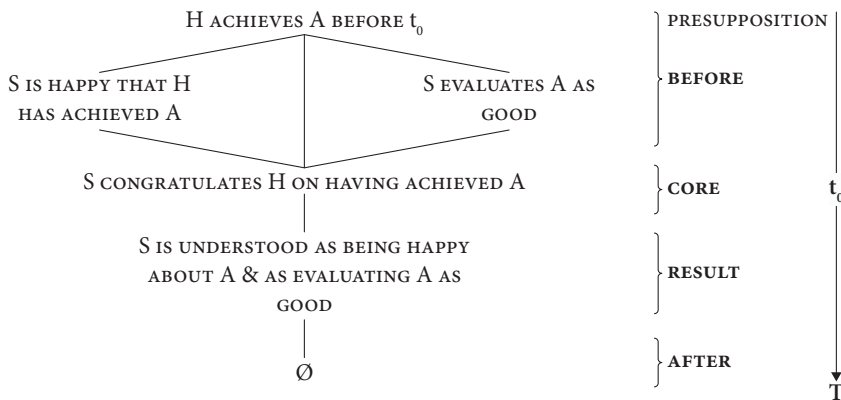 H ACHIEVES A BEFORE t₀
PRESUPPOSITION
S IS HAPPY THAT H
HAS ACHIEVED A
S EVALUATES A AS
GOOD
BEFORE
S CONGRATULATES H ON HAVING ACHIEVED A
CORE
t₀
S IS UNDERSTOOD AS BEING HAPPY
ABOUT A & AS EVALUATING A AS
GOOD
RESULT
Ø
AFTER
T